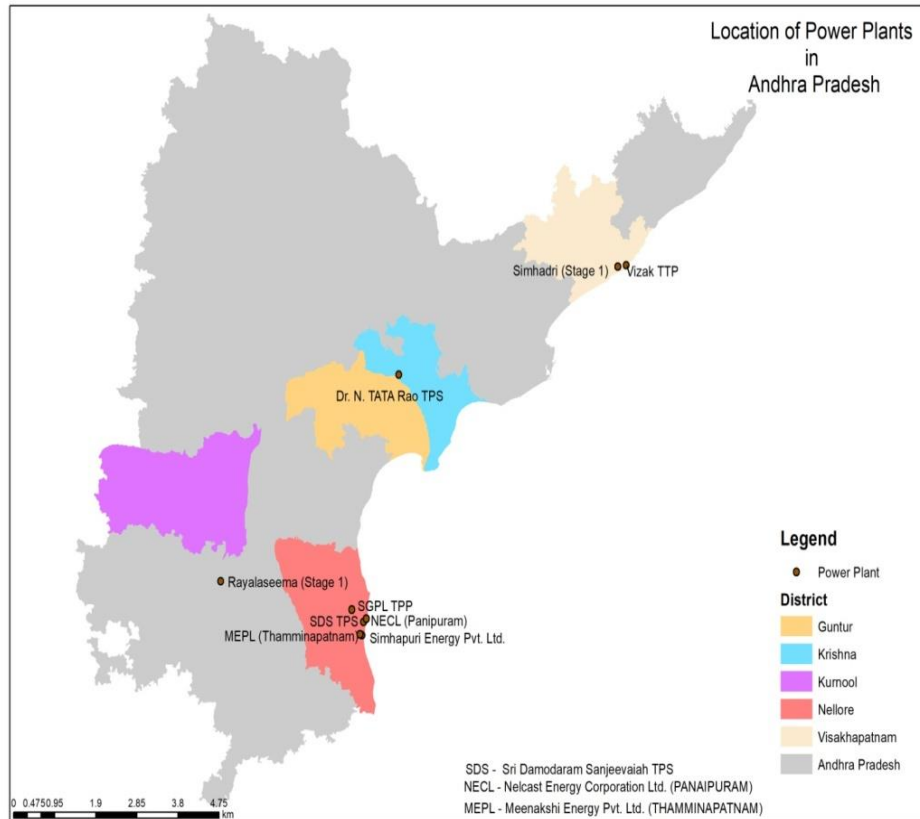 Location of Power Plants
in
Andhra Pradesh
Simhadri (Stage 1)
Vizak TTP
Dr. N. TATA Rao TPS
Rayalaseema (Stage 1)
SGPL TPP
SDS TPS
NECL (Panipuram)
MEPL (Thamminapatnam)
Simhapuri Energy Pvt. Ltd.
Legend
Power Plant
District
Guntur
Krishna
Kurnool
Nellore
Visakhapatnam
Andhra Pradesh
SDS - Sri Damodaram Sanjeevaiah TPS
NECL - Nelcast Energy Corporation Ltd. (PANAIPURAM)
MEPL - Meenakshi Energy Pvt. Ltd. (THAMMINAPATNAM)
0 0.4750.95 1.9 2.85 3.8 4.75
km